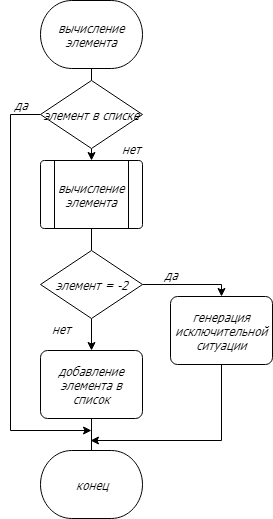 вычисление
элемента
да
элемент в списке
нет
вычисление
элемента
да
элемент = -2
генерация
исключительной
ситуации
нет
добавление
элемента в
список
конец